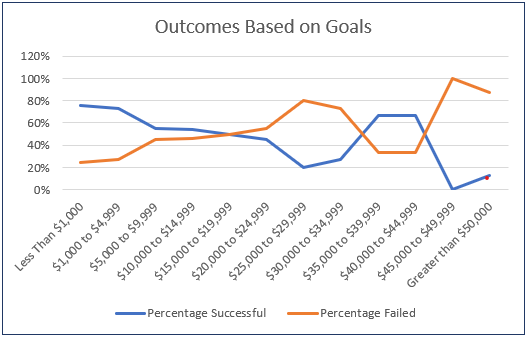 Outcomes Based on Goals
120%
100%
80%
60%
40%
20%
0%
Less Than $1,000
$1,000 to $4,999
$5,000 to $9,999
$10,000 to $14,999
$15,000 to $19,999
$20,000 to $24,999
$25,000 to $29,999
$30,000 to $34,999
$35,000 to $39,999
$40,000 to $44,999
$45,000 to $49,999
Greater than $50,000
Percentage Successful
Percentage Failed